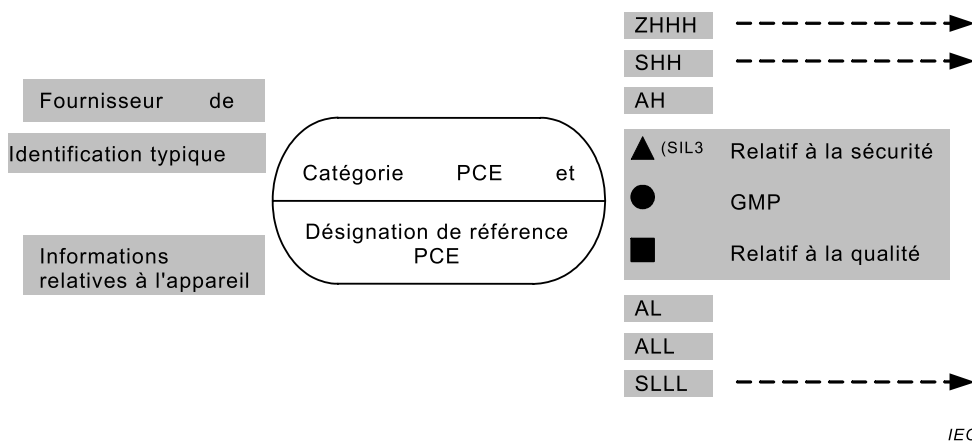 ZHHH
SHH
AH
Fournisseur de
Identification typique
Informations
relatives à l'appareil
Catégorie PCE et
Désignation de référence
PCE
(SIL3 Relatif à la sécurité
GMP
Relatif à la qualité
AL
ALL
SLLL
IEC